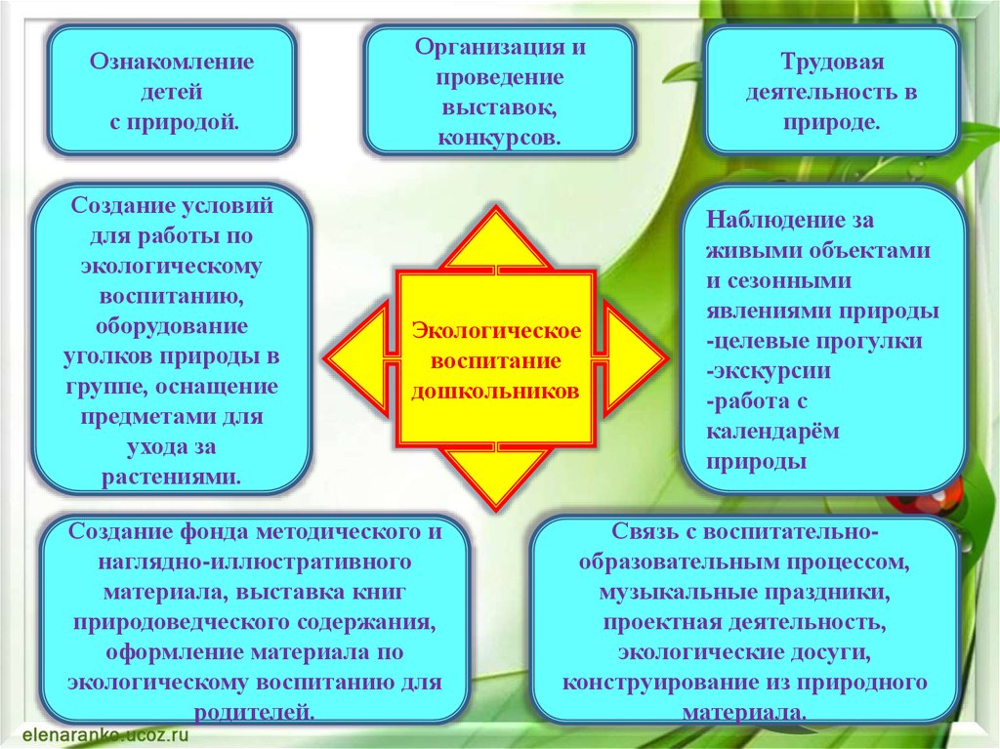 Ознакомление
детей
с природой.
Организация и
проведение
выставок,
конкурсов.
Трудовая
деятельность в
природе.
Создание условий
для работы по
экологическому
воспитанию,
оборудование
уголков природы в
группе, оснащение
предметами для
ухода за
растениями.
Экологическое
воспитание
дошкольников
Наблюдение за
живыми объектами
и сезонными
явлениями природы
-целевые прогулки
-экскурсии
-работа с
календарём
природы
Создание фонда методического и
наглядно-иллюстративного
материала, выставка книг
природоведческого содержания,
оформление материала по
экологическому воспитанию для
родителей.
Связь с воспитательно-
образовательным процессом,
музыкальные праздники,
проектная деятельность,
экологические досуги,
конструирование из природного
материала.
elenaranko.ucoz.ru